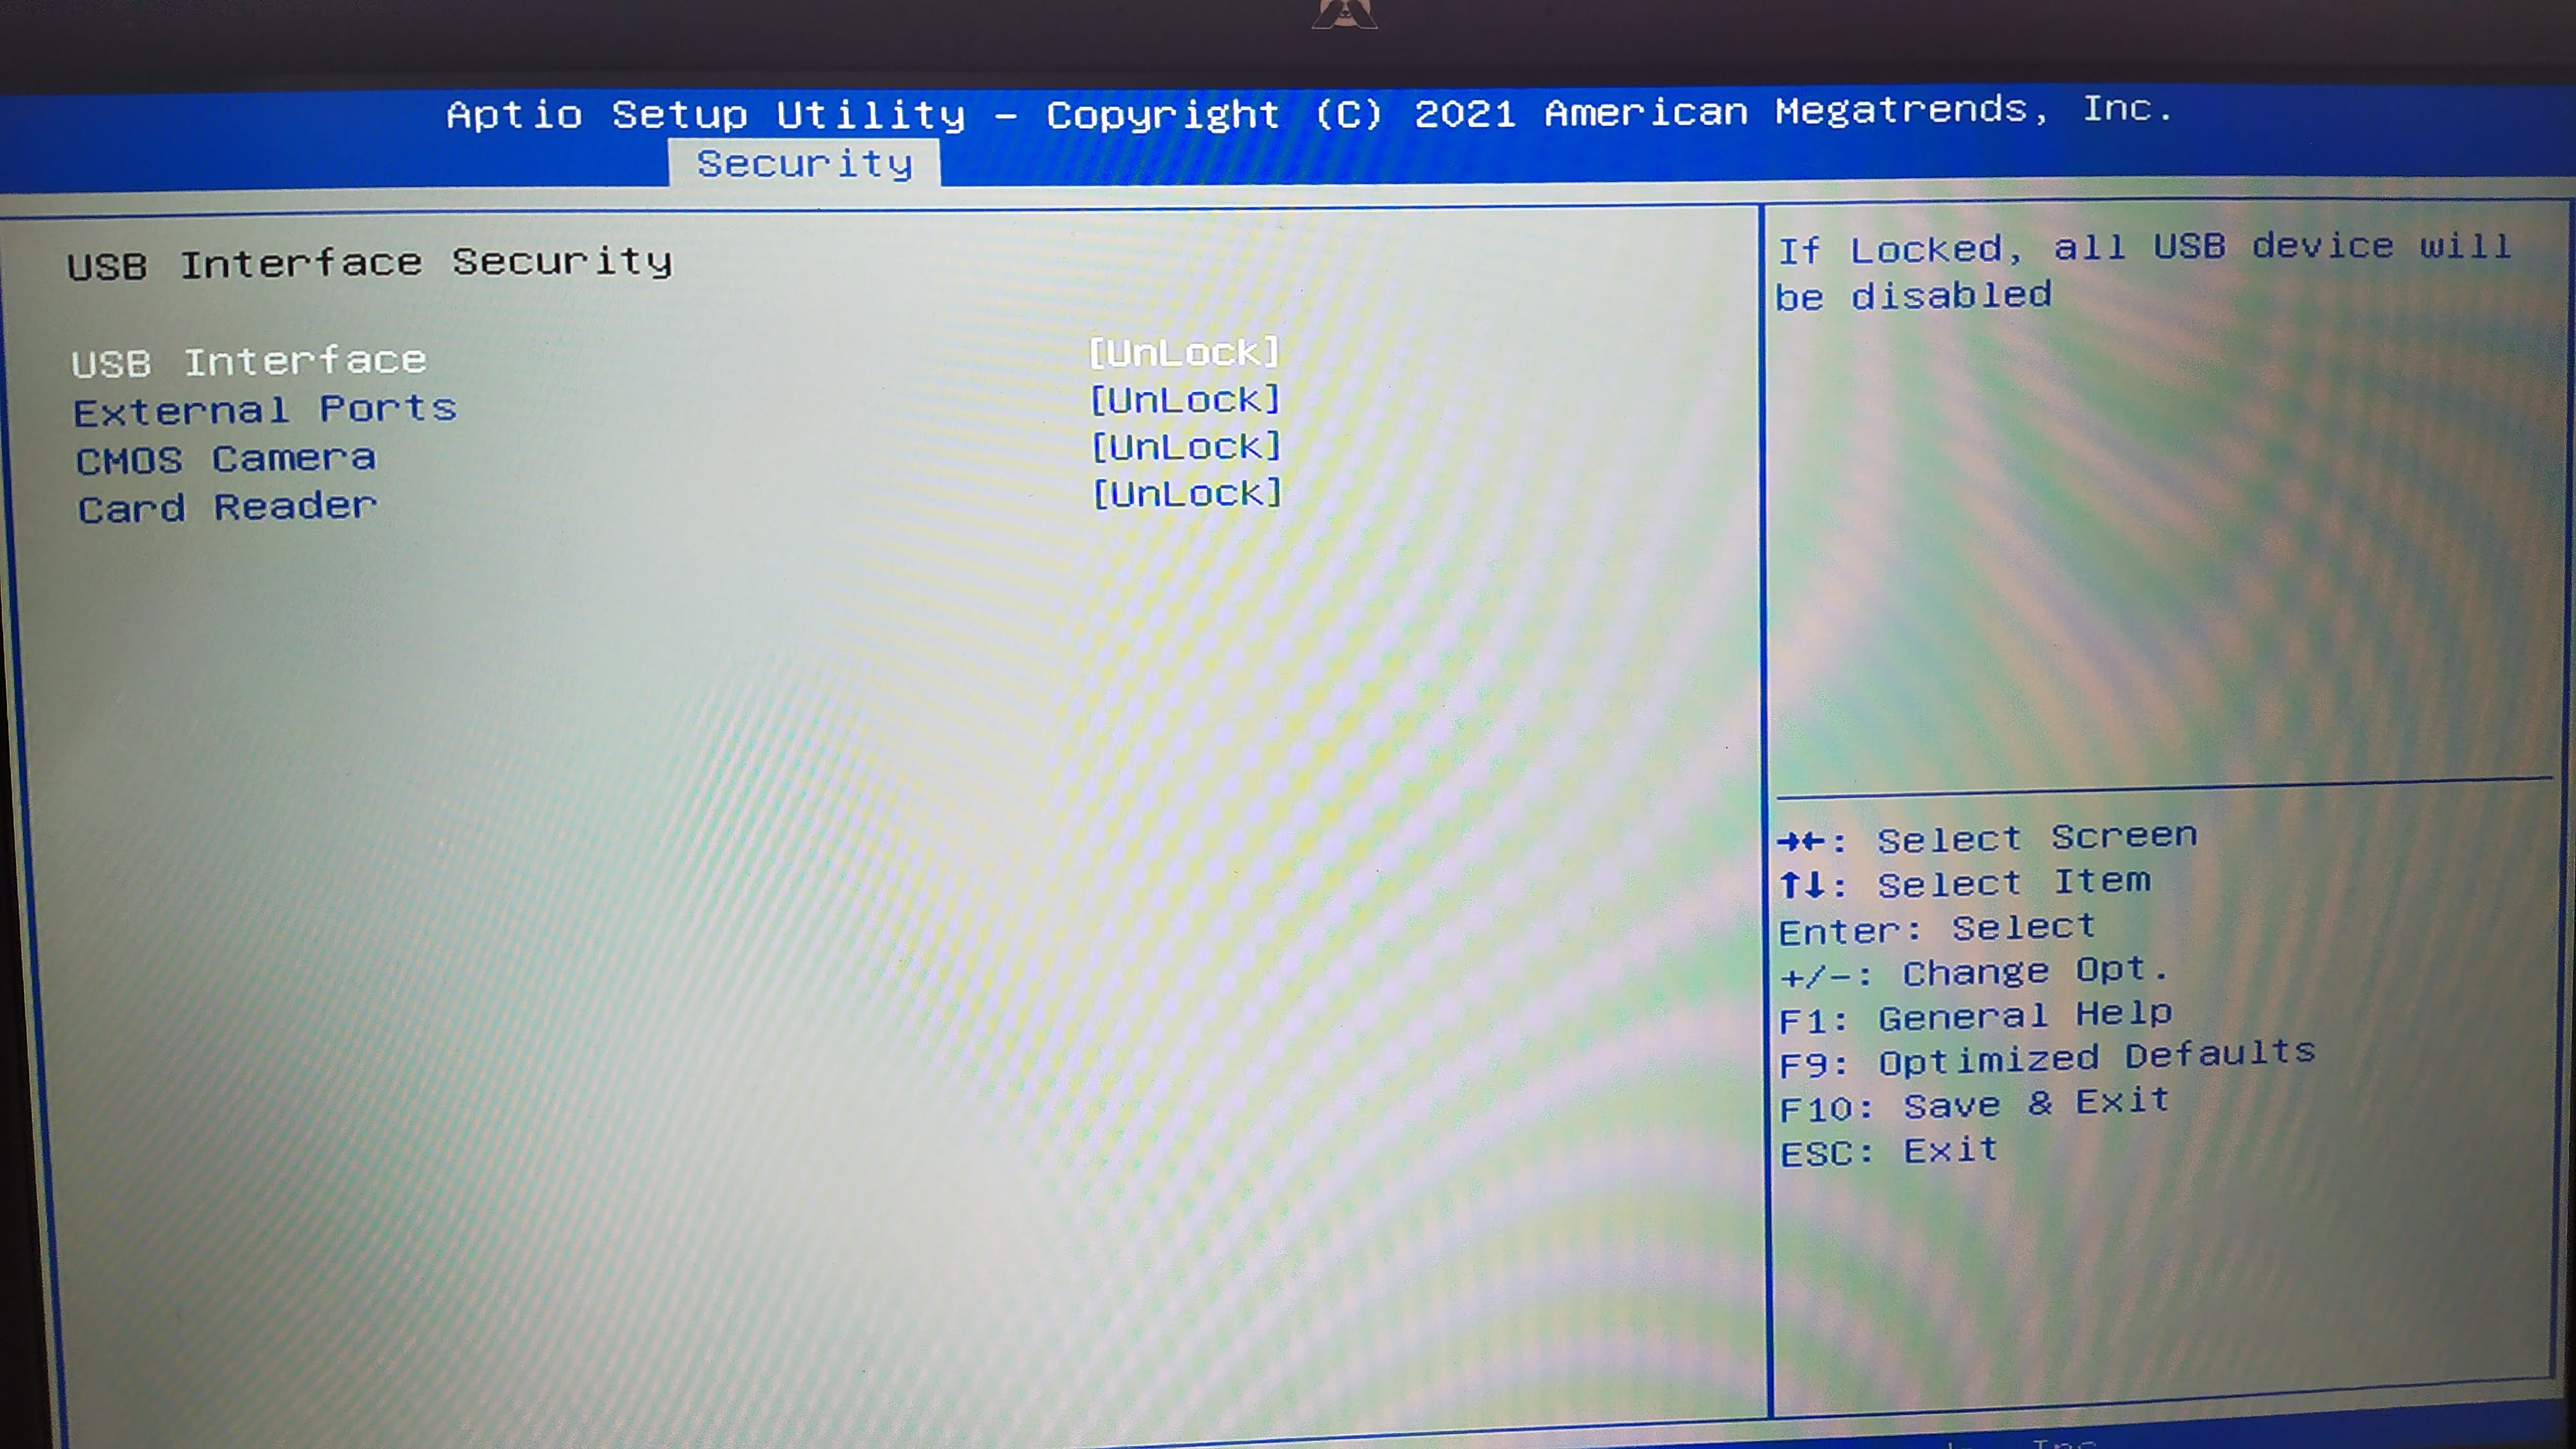 Aptio Setup Utility – Copyright (C) 2021 American Megatrends, Inc.
Security
USB Interface Security
USB Interface [UnLock]
External Ports [UnLock]
CMOS Camera [UnLock]
Card Reader [UnLock]
If Locked, all USB device will
be disabled
→←: Select Screen
↑↓: Select Item
Enter: Select
+/-: Change Opt.
F1: General Help
F9: Optimized Defaults
F10: Save & Exit
ESC: Exit